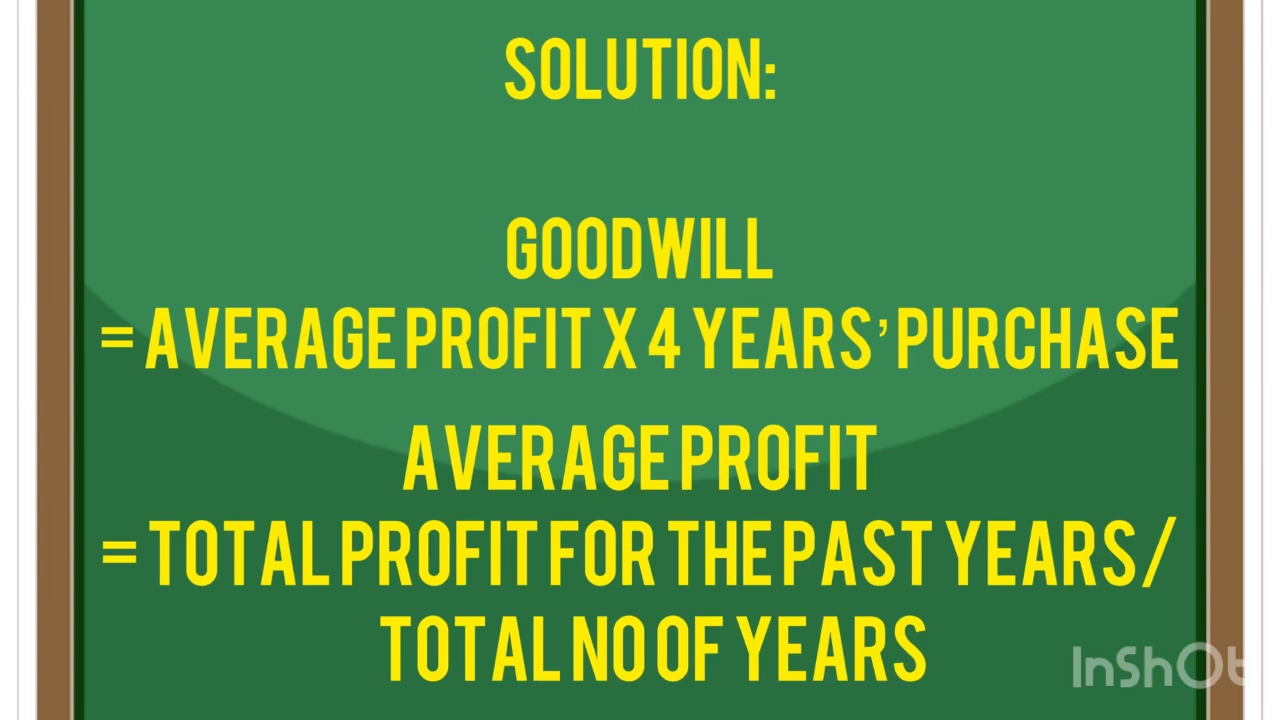 SOLUTION:
GOODWILL
= AVERAGE PROFIT X 4 YEARS' PURCHASE
AVERAGE PROFIT
= TOTAL PROFIT FOR THE PAST YEARS /
TOTAL NO OF YEARS
InShOt